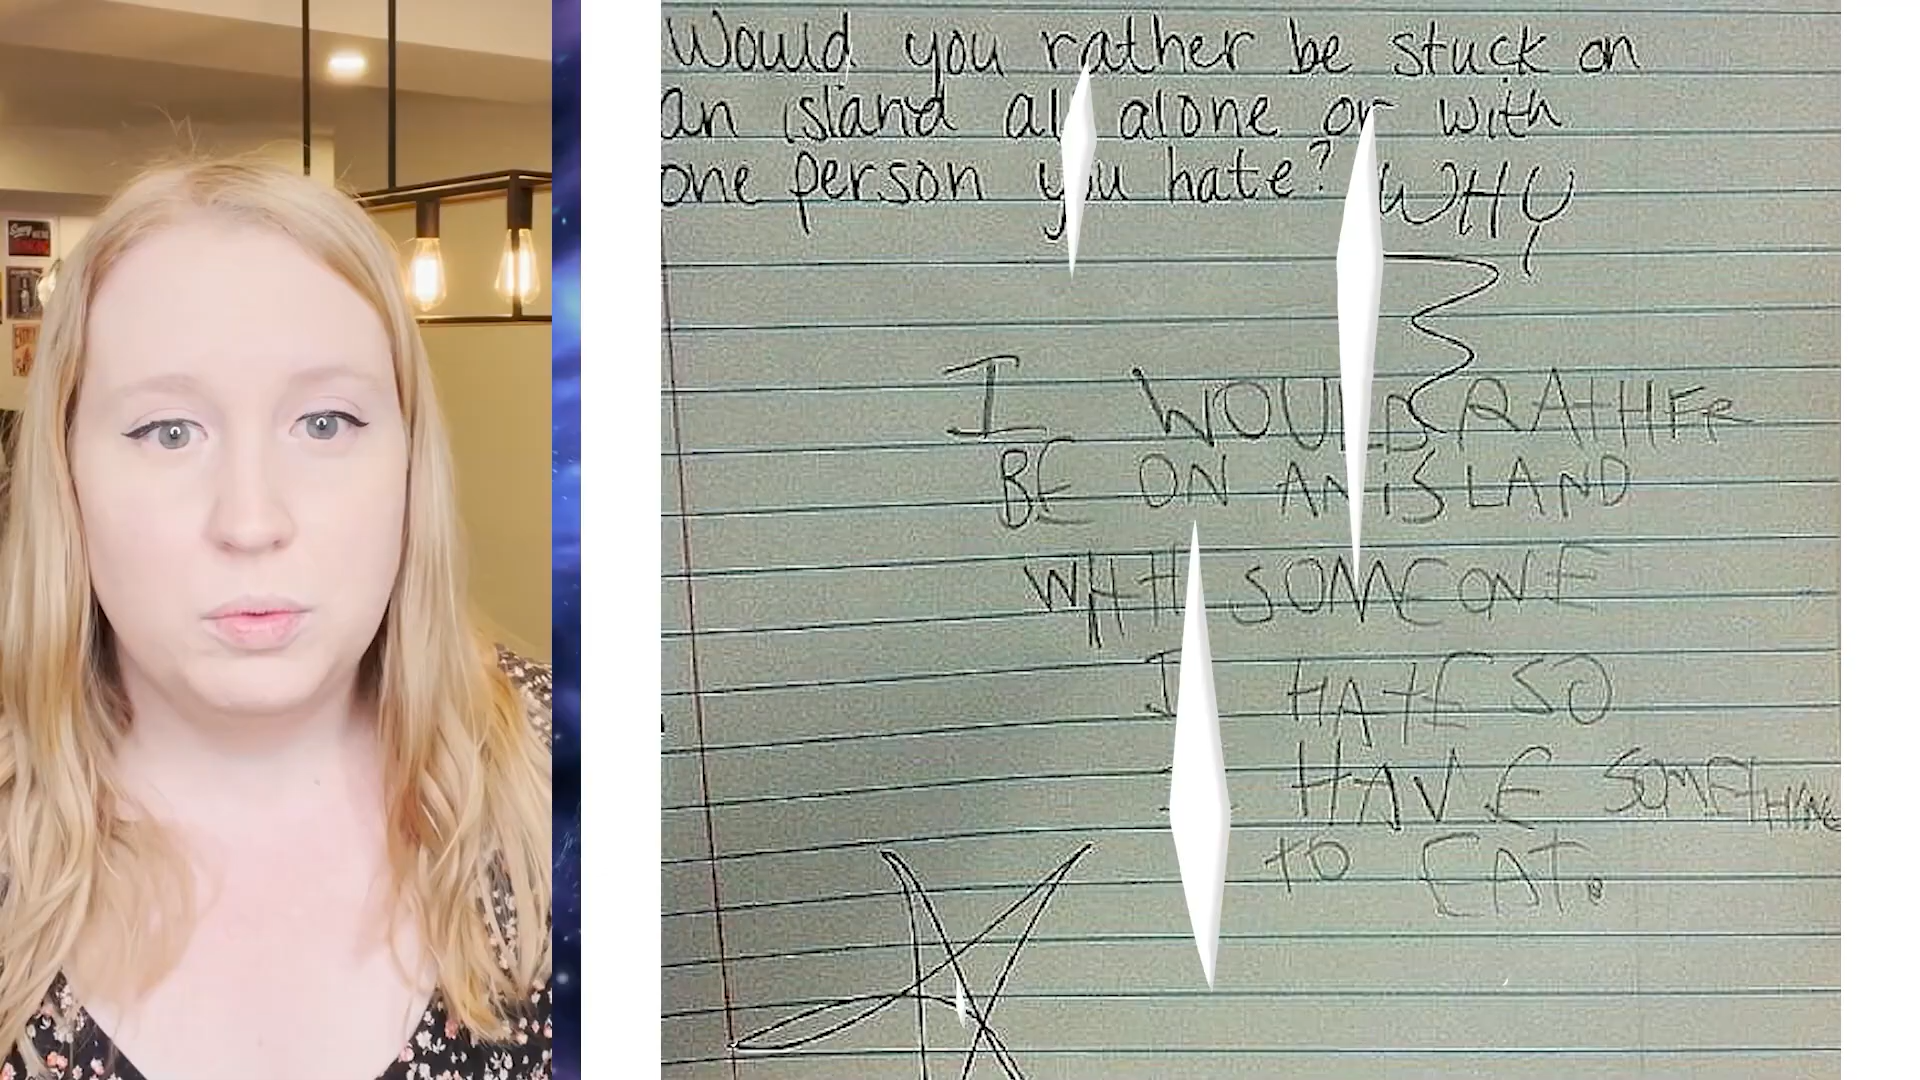 Would you rather be stuck on
an island all alone or with
one person you hate? WHY
I WOULD RATHER
BE ON AN iSLAND
WITH SOMEONE
I HATE SO
HAVE SOMETHING
TO EAT.